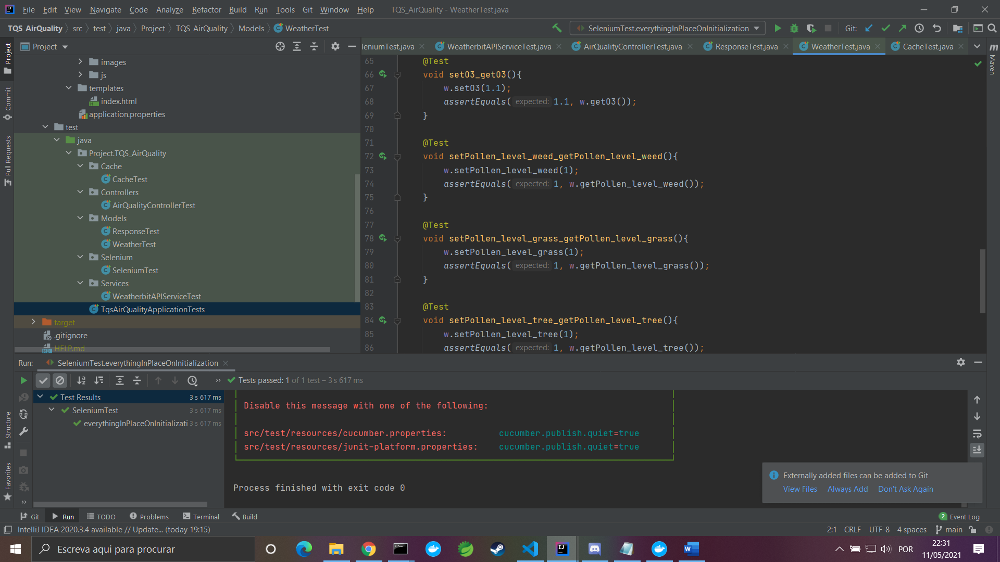 File Edit View Navigate Code Analyze Refactor Build Run Tools Git Window Help TQS_AirQuality - WeatherTest.java
TQS_AirQuality src test java Project TQS_AirQuality Models WeatherTest SeleniumTest.everythingInPlaceOnInitialization Git:
Project
leniumTest.java WeatherbitAPIServiceTest.java AirQualityControllerTest.java ResponseTest.java WeatherTest.java CacheTest.java
Project
Commit
Pull Requests
Structure
Favorites
Maven
images
js
templates
index.html
application.properties
test
java
Project.TQS_AirQuality
Cache
CacheTest
Controllers
AirQualityControllerTest
Models
ResponseTest
WeatherTest
Selenium
SeleniumTest
Services
WeatherbitAPIServiceTest
TqsAirQualityApplicationTests
target
.gitignore
HELP.md
65 @Test
66 void setO3_getO3(){
67 w.setO3(1.1);
68 assertEquals( expected: 1.1, w.getO3());
69 }
70
71 @Test
72 void setPollen_level_weed_getPollen_level_weed(){
73 w.setPollen_level_weed(1);
74 assertEquals( expected: 1, w.getPollen_level_weed());
75 }
76
77 @Test
78 void setPollen_level_grass_getPollen_level_grass(){
79 w.setPollen_level_grass(1);
80 assertEquals( expected: 1, w.getPollen_level_grass());
81 }
82
83 @Test
84 void setPollen_level_tree_getPollen_level_tree(){
85 w.setPollen_level_tree(1);
86 assertEquals( expected: 1, w.getPollen_level_tree());
Run: SeleniumTest.everythingInPlaceOnInitialization
Tests passed: 1 of 1 test – 3 s 617 ms
Test Results 3 s 617 ms
SeleniumTest 3 s 617 ms
everythingInPlaceOnInitializati 3 s 617 ms
Disable this message with one of the following:
src/test/resources/cucumber.properties: cucumber.publish.quiet=true
src/test/resources/junit-platform.properties: cucumber.publish.quiet=true
Process finished with exit code 0
Externally added files can be added to Git
View Files Always Add Don't Ask Again
Git Run TODO Problems Terminal Build 2 Event Log
IntelliJ IDEA 2020.3.4 available // Update... (today 19:15) 2:1 CRLF UTF-8 4 spaces main
Escreva aqui para procurar
POR
22:31
11/05/2021